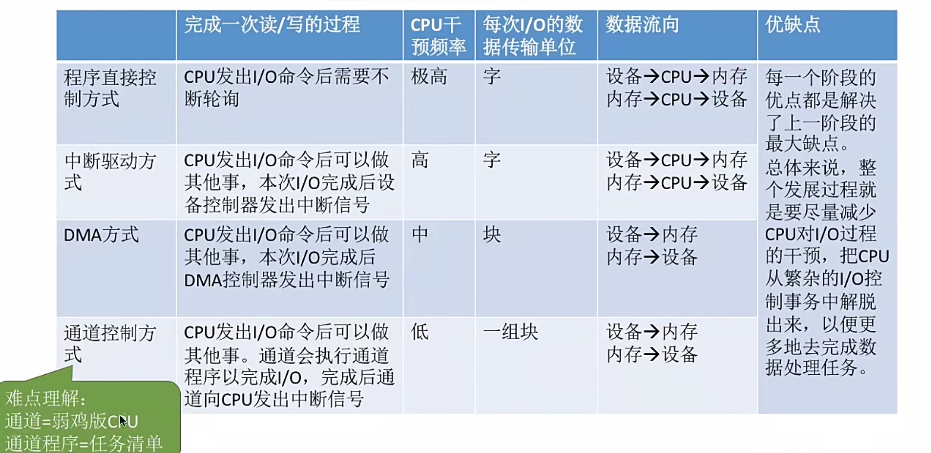 完成一次读/写的过程
CPU干
预频率
每次I/O的数
据传输单位
数据流向
优缺点
程序直接控
制方式
CPU发出I/O命令后需要不
断轮询
极高
字
设备→CPU→内存
内存→CPU→设备
每一个阶段的
优点都是解决
了上一阶段的
最大缺点。
总体来说，整
个发展过程就
是要尽量减少
CPU对I/O过程
的干预，把CPU
从繁杂的I/O控
制事务中解脱
出来，以便更
多地去完成数
据处理任务。
中断驱动方
式
CPU发出I/O命令后可以做
其他事，本次I/O完成后设
备控制器发出中断信号
高
字
设备→CPU→内存
内存→CPU→设备
DMA方式
CPU发出I/O命令后可以做
其他事，本次I/O完成后
DMA控制器发出中断信号
中
块
设备→内存
内存→设备
通道控制方
式
CPU发出I/O命令后可以做
其他事。通道会执行通道
程序以完成I/O，完成后通
道向CPU发出中断信号
低
一组块
设备→内存
内存→设备
难点理解：
通道=弱鸡版CPU
通道程序=任务清单